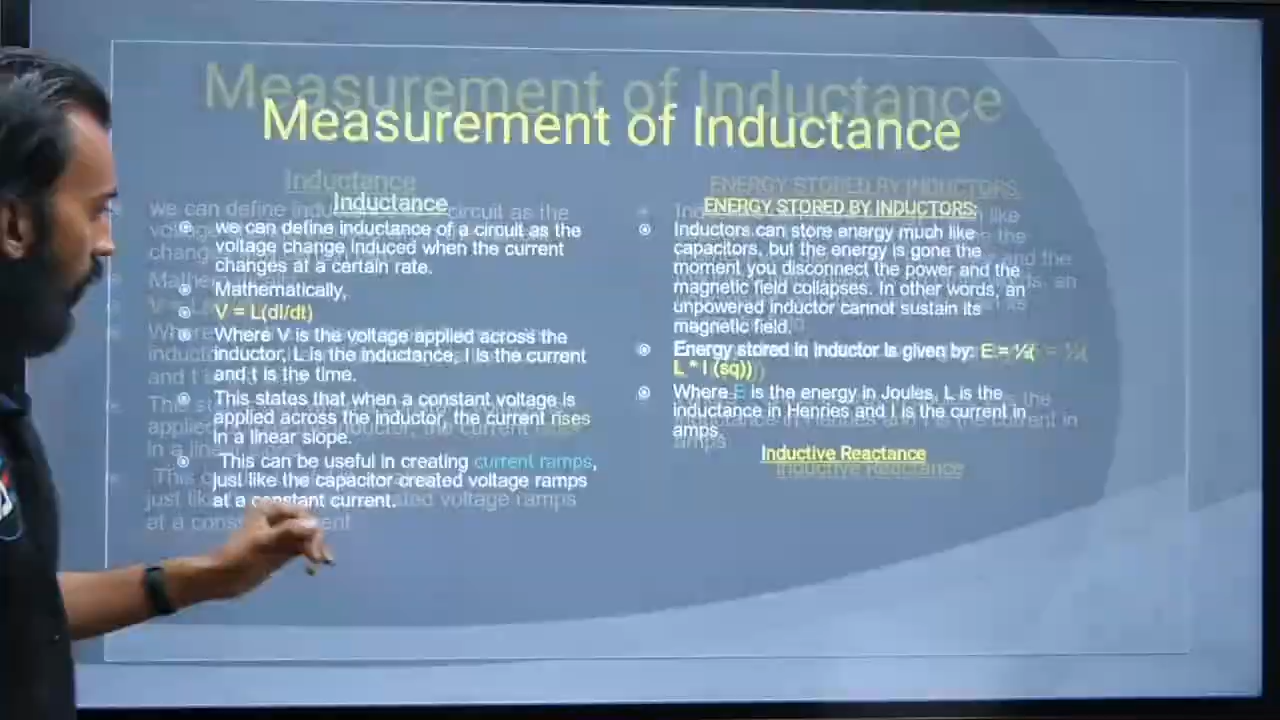 Measurement of Inductance
Inductance
we can define inductance of a circuit as the
voltage change induced when the current
changes at a certain rate.
Mathematically,
V = L(dI/dt)
Where V is the voltage applied across the
inductor, L is the inductance, I is the current
and t is the time.
This states that when a constant voltage is
applied across the inductor, the current rises
in a linear slope.
This can be useful in creating current ramps,
just like the capacitor created voltage ramps
at a constant current.
ENERGY STORED BY INDUCTORS:
Inductors can store energy much like
capacitors, but the energy is gone the
moment you disconnect the power and the
magnetic field collapses. In other words, an
unpowered inductor cannot sustain its
magnetic field.
Energy stored in inductor is given by: E = ½(
L * I (sq))
Where E is the energy in Joules, L is the
inductance in Henries and I is the current in
amps
Inductive Reactance